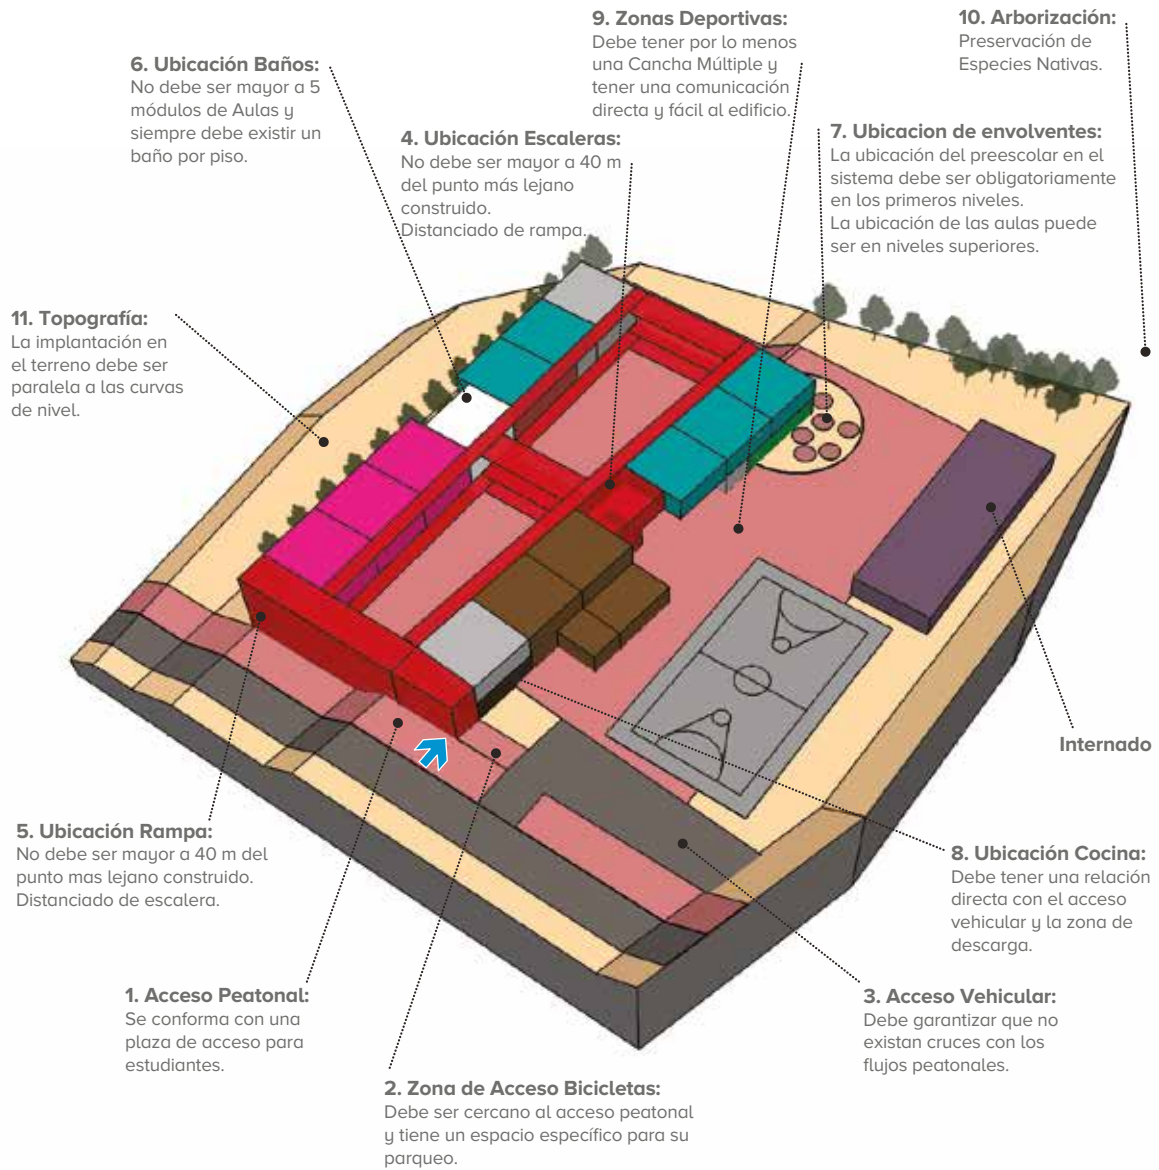 9. Zonas Deportivas:
Debe tener por lo menos
una Cancha Múltiple y
tener una comunicación
directa y fácil al edificio.
10. Arborización:
Preservación de
Especies Nativas.
6. Ubicación Baños:
No debe ser mayor a 5
módulos de Aulas y
siempre debe existir un
baño por piso.
4. Ubicación Escaleras:
No debe ser mayor a 40 m
del punto más lejano
construido.
Distanciado de rampa.
7. Ubicacion de envolventes:
La ubicación del preescolar en el
sistema debe ser obligatoriamente
en los primeros niveles.
La ubicación de las aulas puede
ser en niveles superiores.
11. Topografía:
La implantación en
el terreno debe ser
paralela a las curvas
de nivel.
Internado
5. Ubicación Rampa:
No debe ser mayor a 40 m del
punto mas lejano construido.
Distanciado de escalera.
8. Ubicación Cocina:
Debe tener una relación
directa con el acceso
vehicular y la zona de
descarga.
1. Acceso Peatonal:
Se conforma con una
plaza de acceso para
estudiantes.
3. Acceso Vehicular:
Debe garantizar que no
existan cruces con los
flujos peatonales.
2. Zona de Acceso Bicicletas:
Debe ser cercano al acceso peatonal
y tiene un espacio específico para su
parqueo.